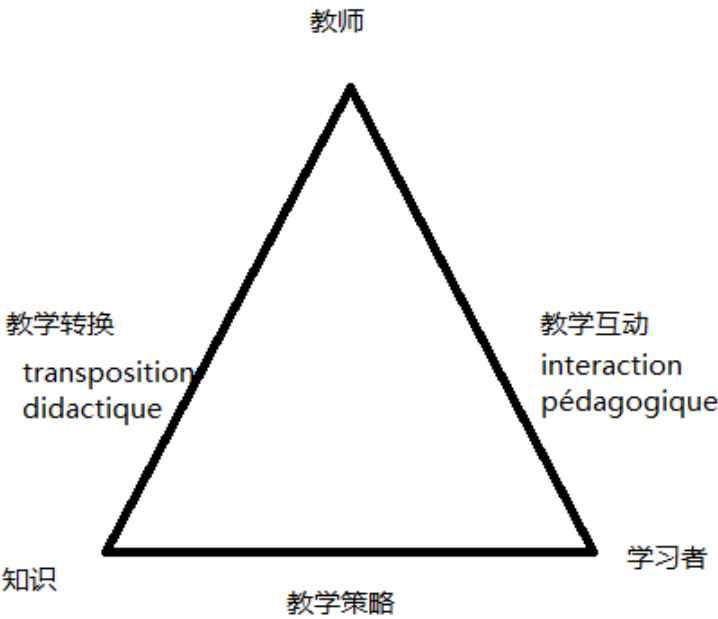 教师
教学转换
transposition
didactique
教学互动
interaction
pédagogique
知识
学习者
教学策略